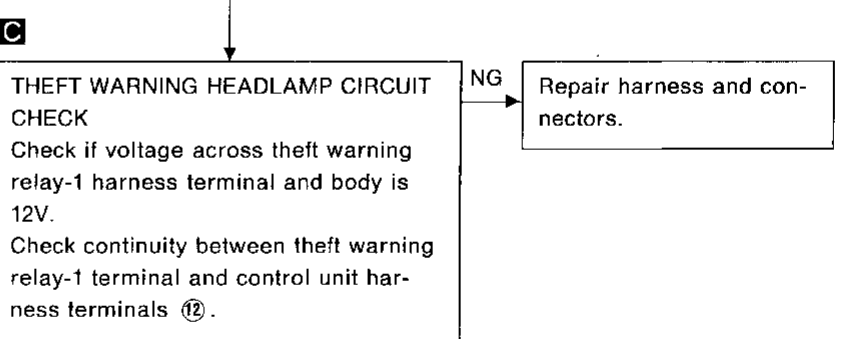 C
THEFT WARNING HEADLAMP CIRCUIT
CHECK
Check if voltage across theft warning
relay-1 harness terminal and body is
12V.
Check continuity between theft warning
relay-1 terminal and control unit har-
ness terminals ⑫.
NG
Repair harness and con-
nectors.